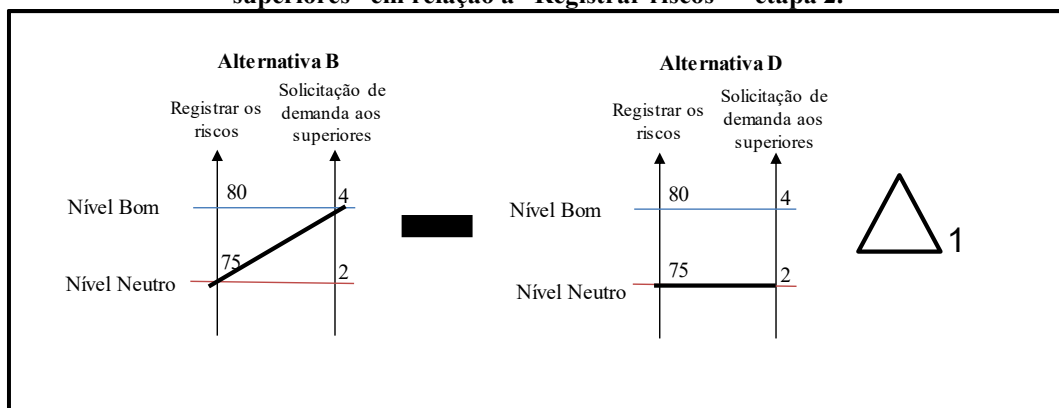 superiores" em relação a "Registrar riscos" – etapa 2.
Alternativa B
Registrar os
riscos
Solicitação de
demanda aos
superiores
80
4
Nível Bom
75
2
Nível Neutro
Alternativa D
Registrar os
riscos
Solicitação de
demanda aos
superiores
80
4
Nível Bom
75
2
Nível Neutro
1